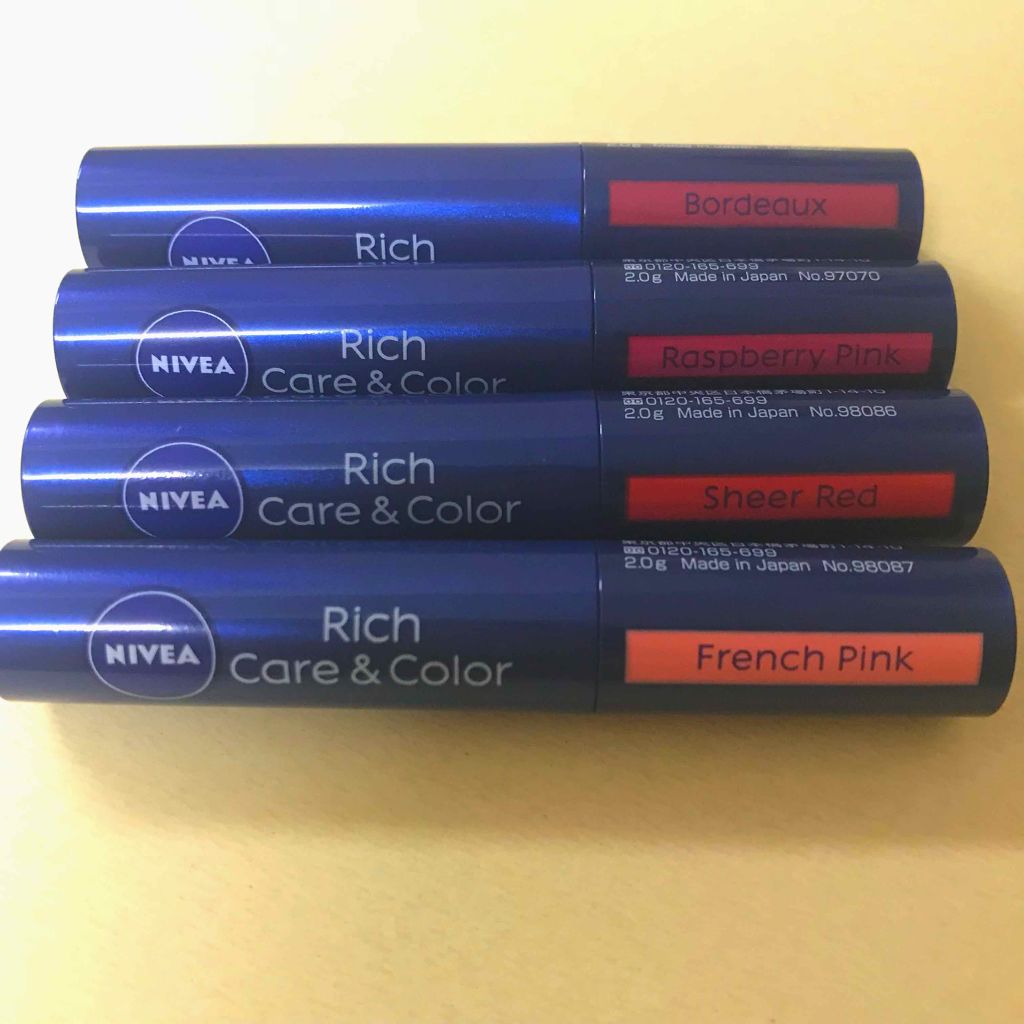 Bordeaux
NIVEA
Rich
0120-165-699
2.0g Made in Japan No.97070
NIVEA
Rich
Care & Color
Raspberry Pink
0120-165-699
2.0g Made in Japan No.98086
NIVEA
Rich
Care & Color
Sheer Red
0120-165-699
2.0g Made in Japan No.98087
NIVEA
Rich
Care & Color
French Pink